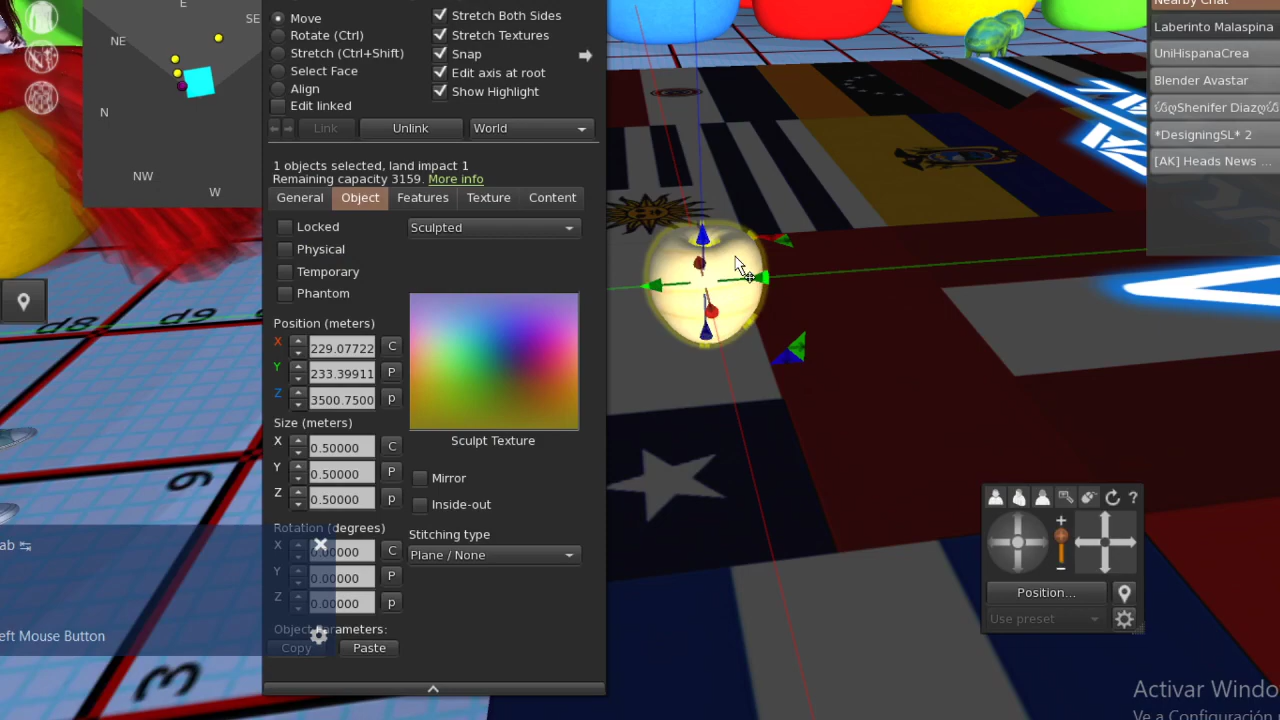 E
SE
NE
N
NW
W
Move
Rotate (Ctrl)
Stretch (Ctrl+Shift)
Select Face
Align
Edit linked
Stretch Both Sides
Stretch Textures
Snap
Edit axis at root
Show Highlight
Link
Unlink
World
1 objects selected, land impact 1
Remaining capacity 3159. More info
General
Object
Features
Texture
Content
Locked
Physical
Temporary
Phantom
Sculpted
Position (meters)
X 229.07722 C
Y 233.39911 P
Z 3500.7500 p
Size (meters)
X 0.50000 C
Y 0.50000 P
Z 0.50000 p
Rotation (degrees)
X 0.00000 C
Y 0.00000 P
Z 0.00000 p
Object Parameters:
Copy
Paste
Sculpt Texture
Mirror
Inside-out
Stitching type
Plane / None
Nearby Chat
Laberinto Malaspina
UniHispanaCrea
Blender Avastar
Shenifer Diaz
*DesigningSL* 2
[AK] Heads News ...
?
Position...
Use preset
d8
d9
9
3
ab
eft Mouse Button
Activar Windo
Ve a Configuración